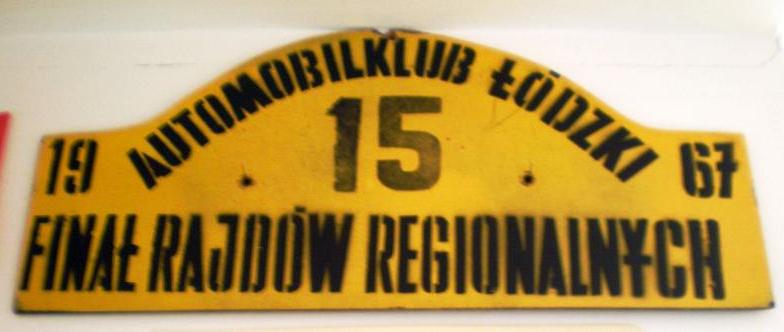 AUTOMOBILKLUB ŁÓDZKI
19 15 67
FINAŁ RAJDÓW REGIONALNYCH